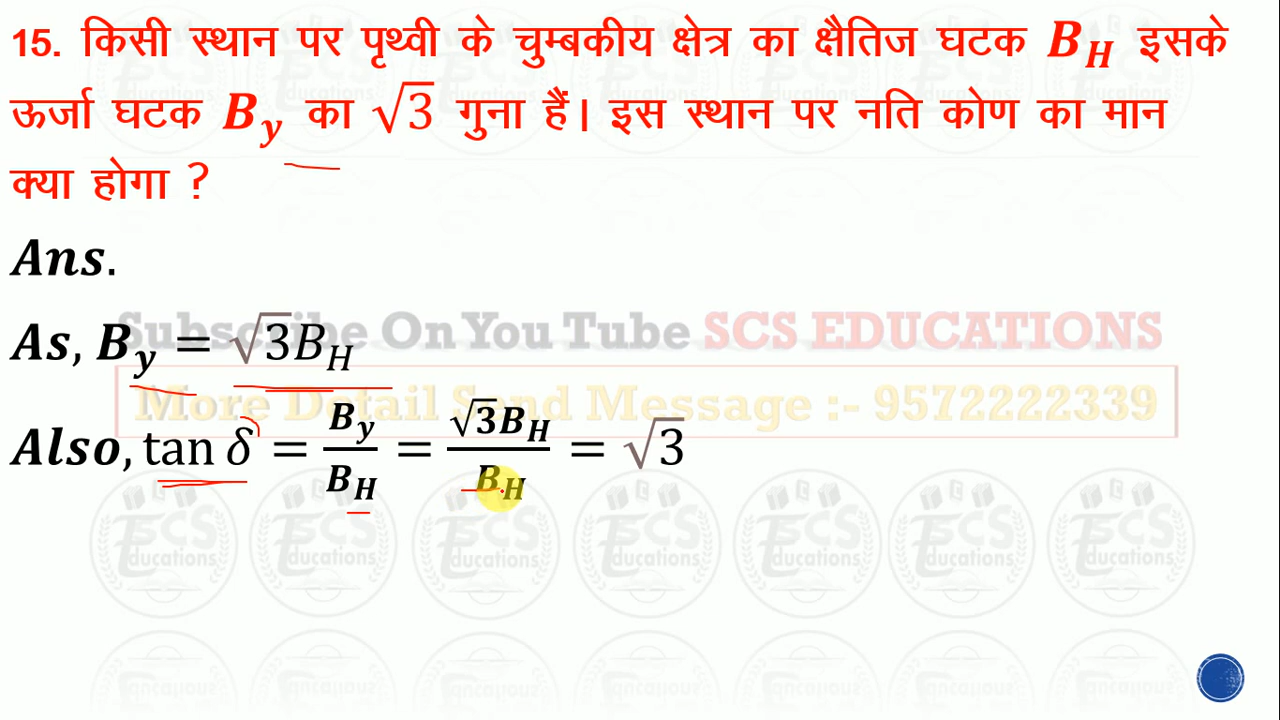 15. किसी स्थान पर पृथ्वी के चुम्बकीय क्षेत्र का क्षैतिज घटक B_H इसके
ऊर्जा घटक B_y का √3 गुना हैं। इस स्थान पर नति कोण का मान
क्या होगा ?
Ans.
Subscribe On You Tube SCS EDUCATIONS
As, B_y = √3B_H
More Detail Send Message :- 9572222339
Also, tan δ = B_y/B_H = √3B_H/B_H = √3